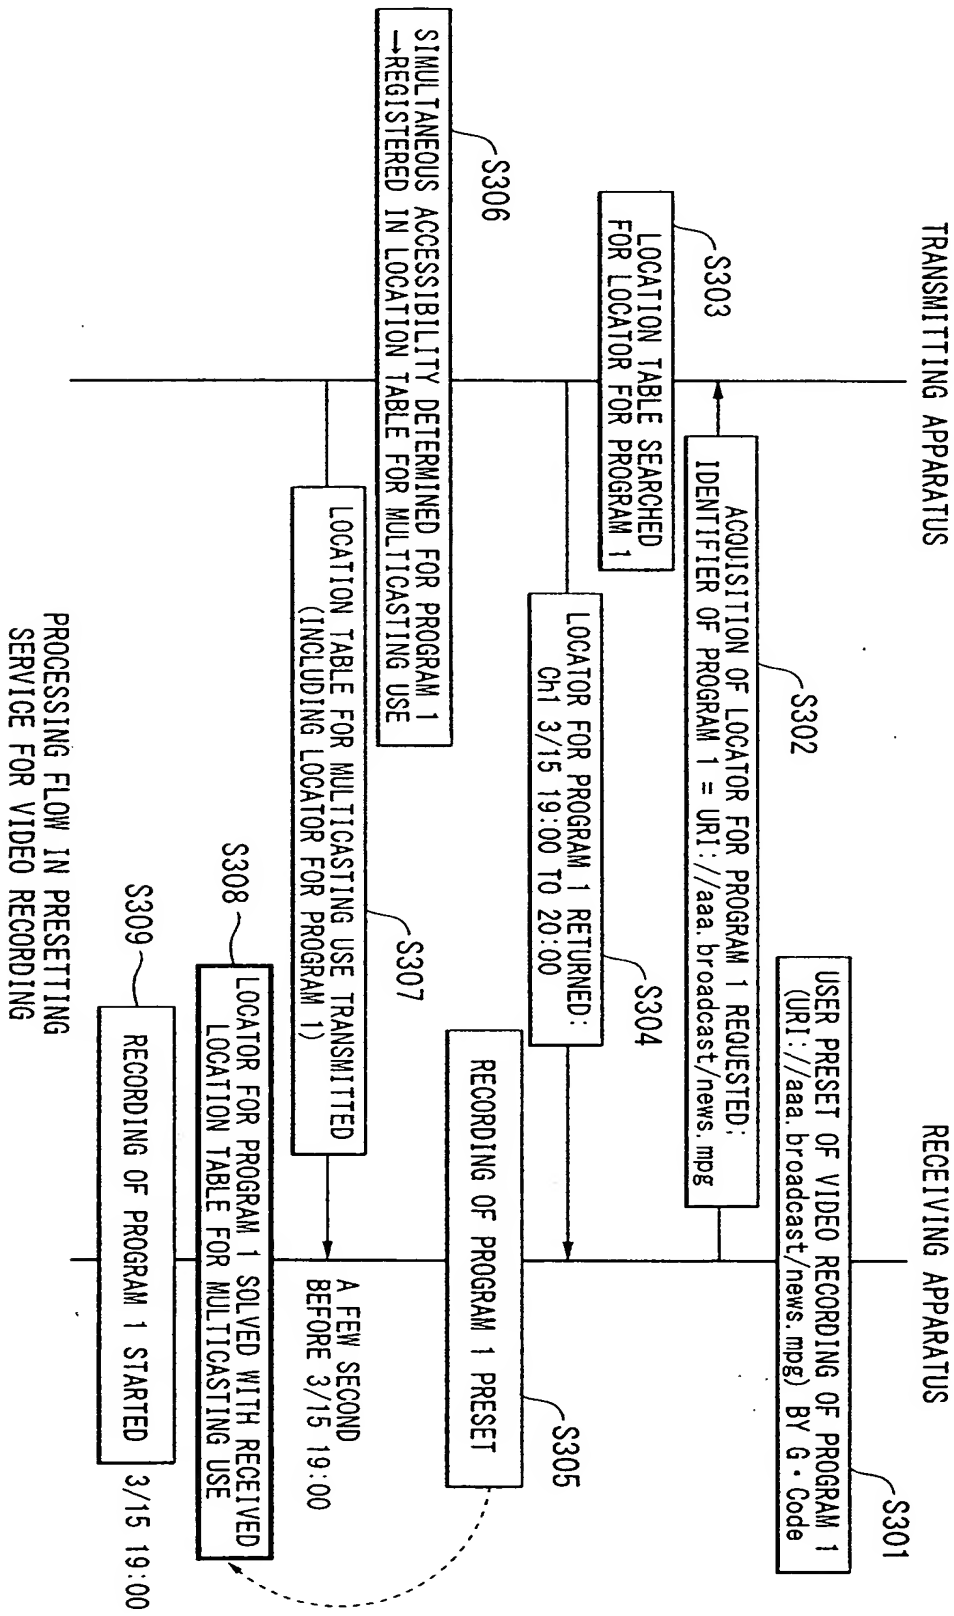 TRANSMITTING APPARATUS
RECEIVING APPARATUS
S301
USER PRESET OF VIDEO RECORDING OF PROGRAM 1
(URI://aaa.broadcast/news.mpg) BY G・Code
S302
ACQUISITION OF LOCATOR FOR PROGRAM 1 REQUESTED:
IDENTIFIER OF PROGRAM 1 = URI://aaa.broadcast/news.mpg
S303
LOCATION TABLE SEARCHED
FOR LOCATOR FOR PROGRAM 1
S304
LOCATOR FOR PROGRAM 1 RETURNED:
Ch1 3/15 19:00 TO 20:00
S305
RECORDING OF PROGRAM 1 PRESET
S306
SIMULTANEOUS ACCESSIBILITY DETERMINED FOR PROGRAM 1
→REGISTERED IN LOCATION TABLE FOR MULTICASTING USE
S307
LOCATION TABLE FOR MULTICASTING USE TRANSMITTED
(INCLUDING LOCATOR FOR PROGRAM 1)
A FEW SECOND
BEFORE 3/15 19:00
S308
LOCATOR FOR PROGRAM 1 SOLVED WITH RECEIVED
LOCATION TABLE FOR MULTICASTING USE
S309
RECORDING OF PROGRAM 1 STARTED
3/15 19:00
PROCESSING FLOW IN PRESETTING
SERVICE FOR VIDEO RECORDING